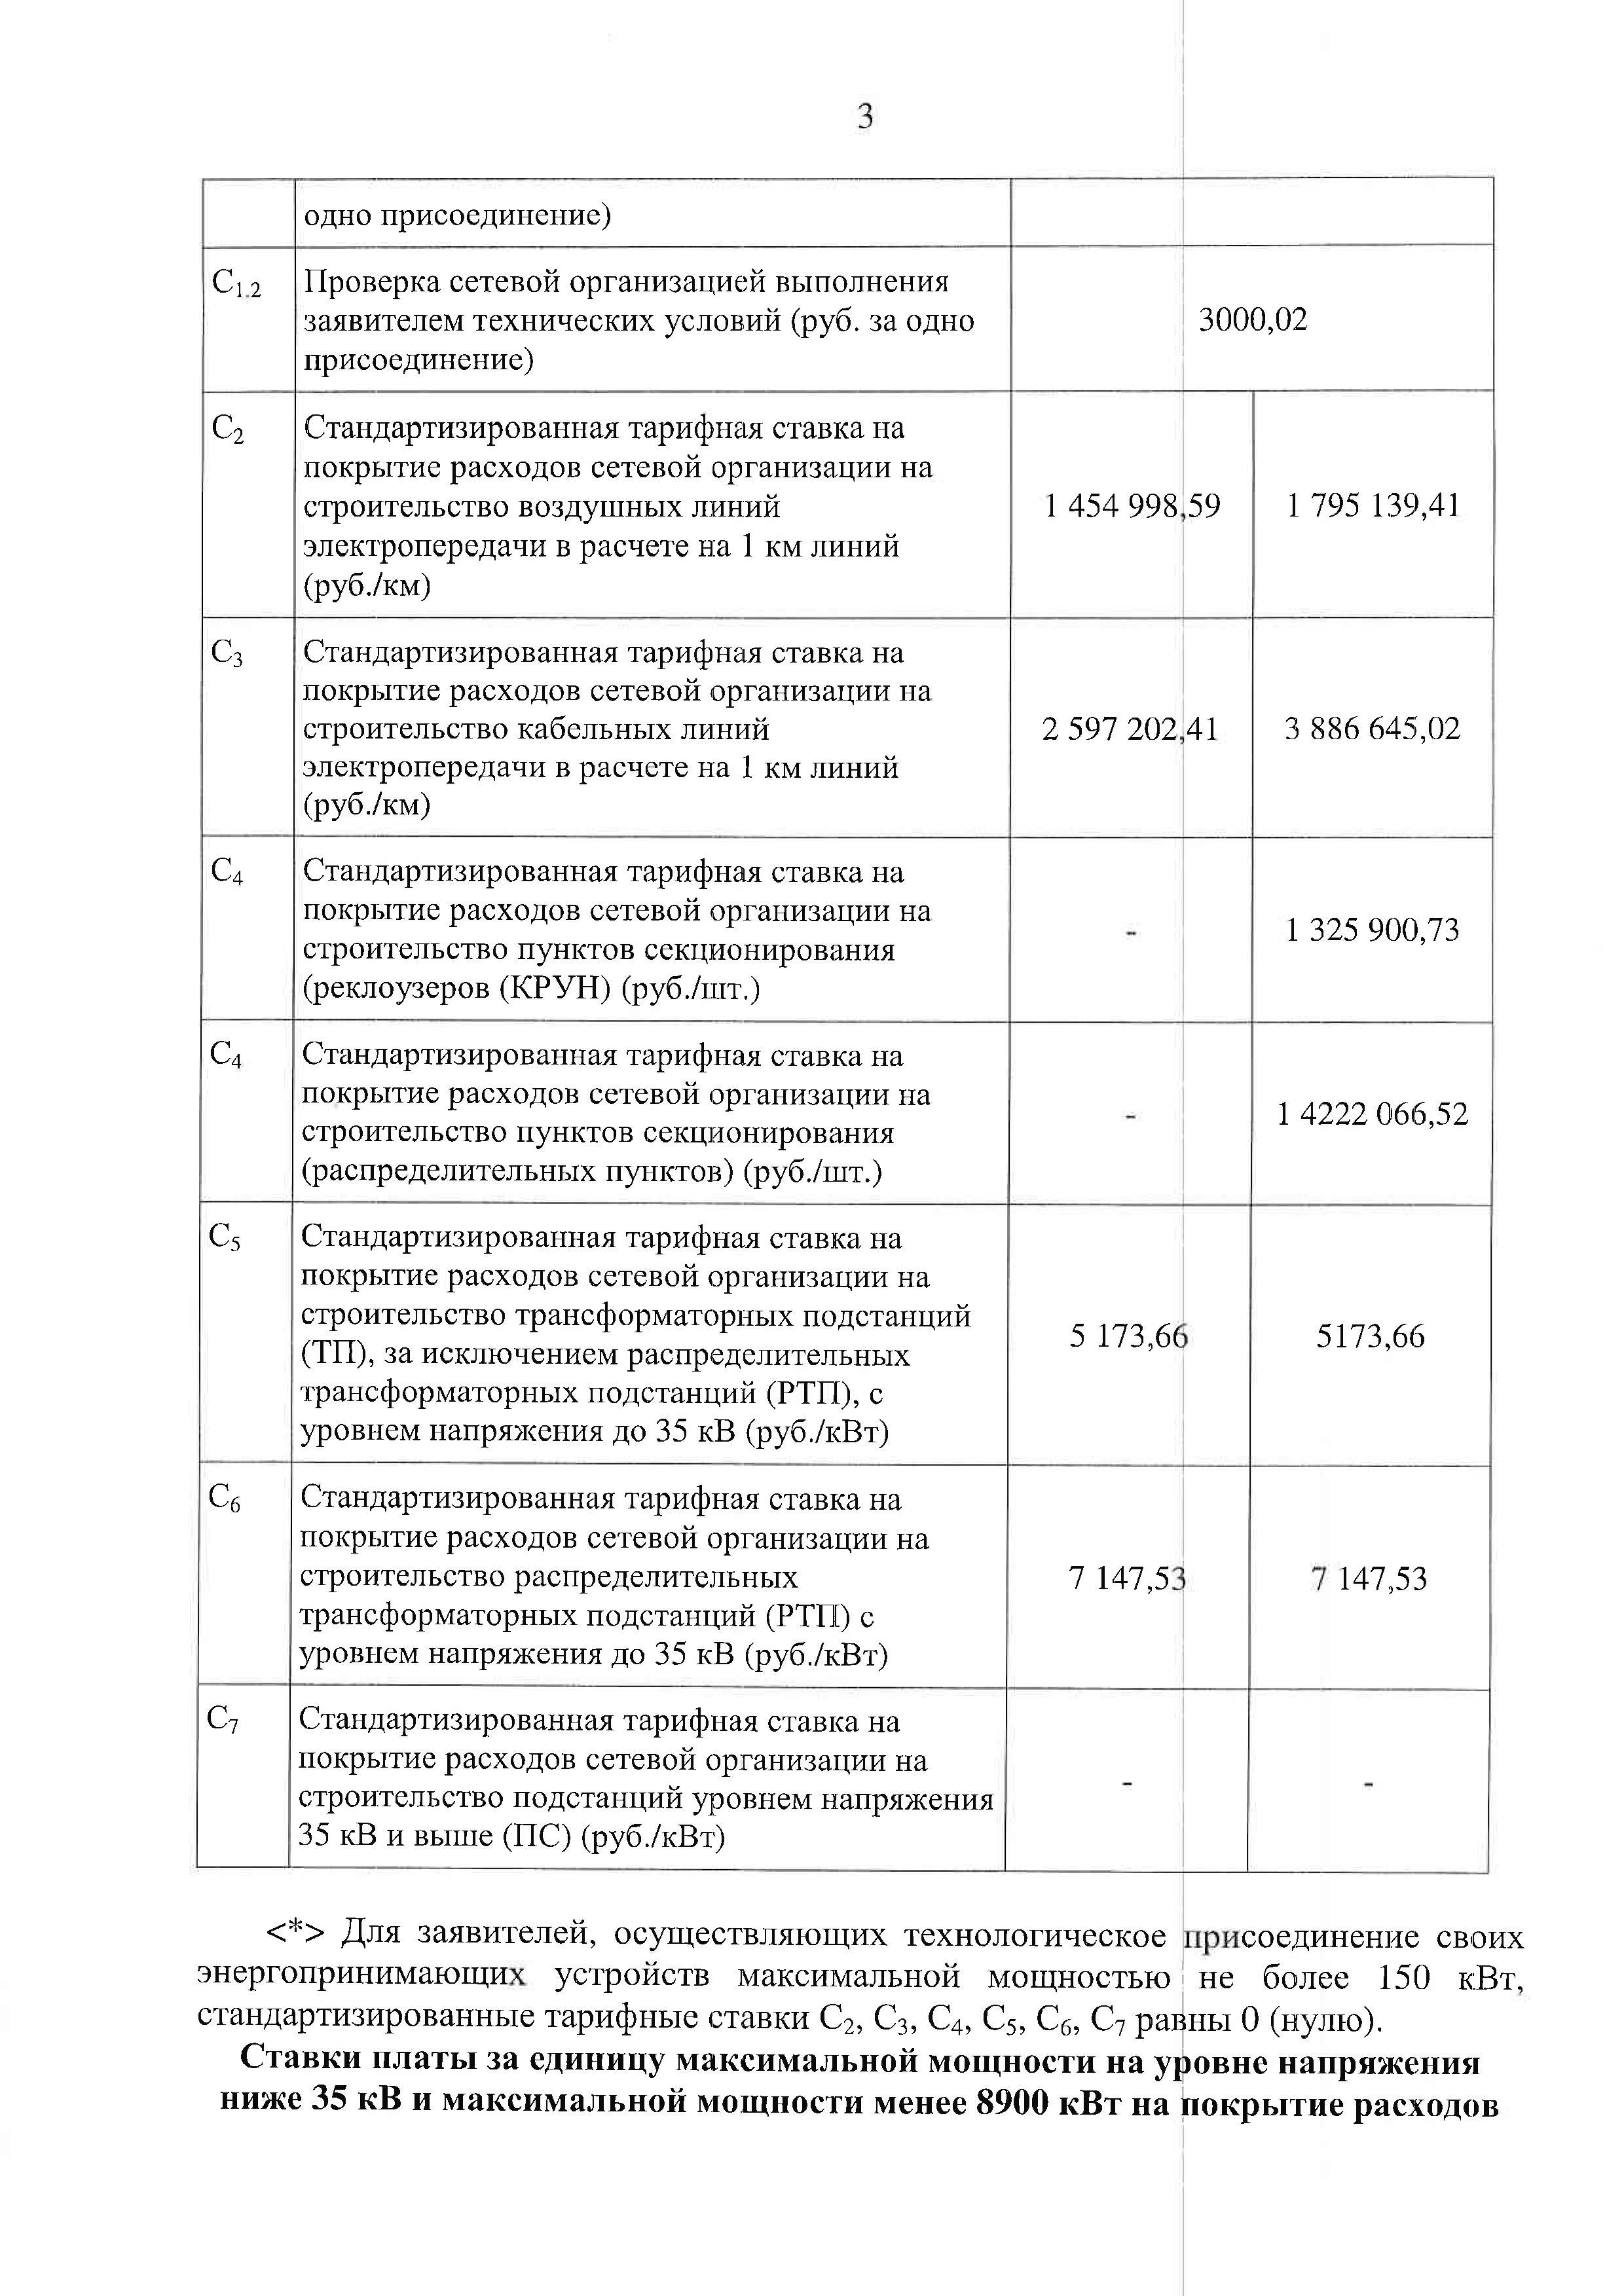 3
одно присоединение)
C1.2
Проверка сетевой организацией выполнения
заявителем технических условий (руб. за одно
присоединение)
3000,02
C2
Стандартизированная тарифная ставка на
покрытие расходов сетевой организации на
строительство воздушных линий
электропередачи в расчете на 1 км линий
(руб./км)
1 454 998,59
1 795 139,41
C3
Стандартизированная тарифная ставка на
покрытие расходов сетевой организации на
строительство кабельных линий
электропередачи в расчете на 1 км линий
(руб./км)
2 597 202,41
3 886 645,02
C4
Стандартизированная тарифная ставка на
покрытие расходов сетевой организации на
строительство пунктов секционирования
(реклоузеров (КРУН) (руб./шт.)
-
1 325 900,73
C4
Стандартизированная тарифная ставка на
покрытие расходов сетевой организации на
строительство пунктов секционирования
(распределительных пунктов) (руб./шт.)
-
1 4222 066,52
C5
Стандартизированная тарифная ставка на
покрытие расходов сетевой организации на
строительство трансформаторных подстанций
(ТП), за исключением распределительных
трансформаторных подстанций (РТП), с
уровнем напряжения до 35 кВ (руб./кВт)
5 173,66
5173,66
C6
Стандартизированная тарифная ставка на
покрытие расходов сетевой организации на
строительство распределительных
трансформаторных подстанций (РТП) с
уровнем напряжения до 35 кВ (руб./кВт)
7 147,53
7 147,53
C7
Стандартизированная тарифная ставка на
покрытие расходов сетевой организации на
строительство подстанций уровнем напряжения
35 кВ и выше (ПС) (руб./кВт)
-
-
<*> Для заявителей, осуществляющих технологическое присоединение своих
энергопринимающих устройств максимальной мощностью не более 150 кВт,
стандартизированные тарифные ставки C2, C3, C4, C5, C6, C7 равны 0 (нулю).
Ставки платы за единицу максимальной мощности на уровне напряжения
ниже 35 кВ и максимальной мощности менее 8900 кВт на покрытие расходов